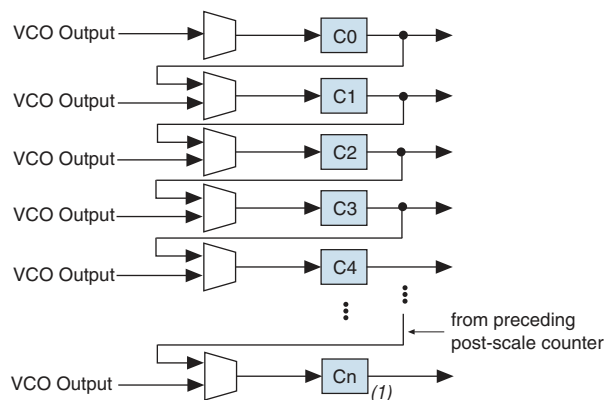 VCO Output
C0
VCO Output
C1
VCO Output
C2
VCO Output
C3
VCO Output
C4
from preceding
post-scale counter
VCO Output
Cn
(1)